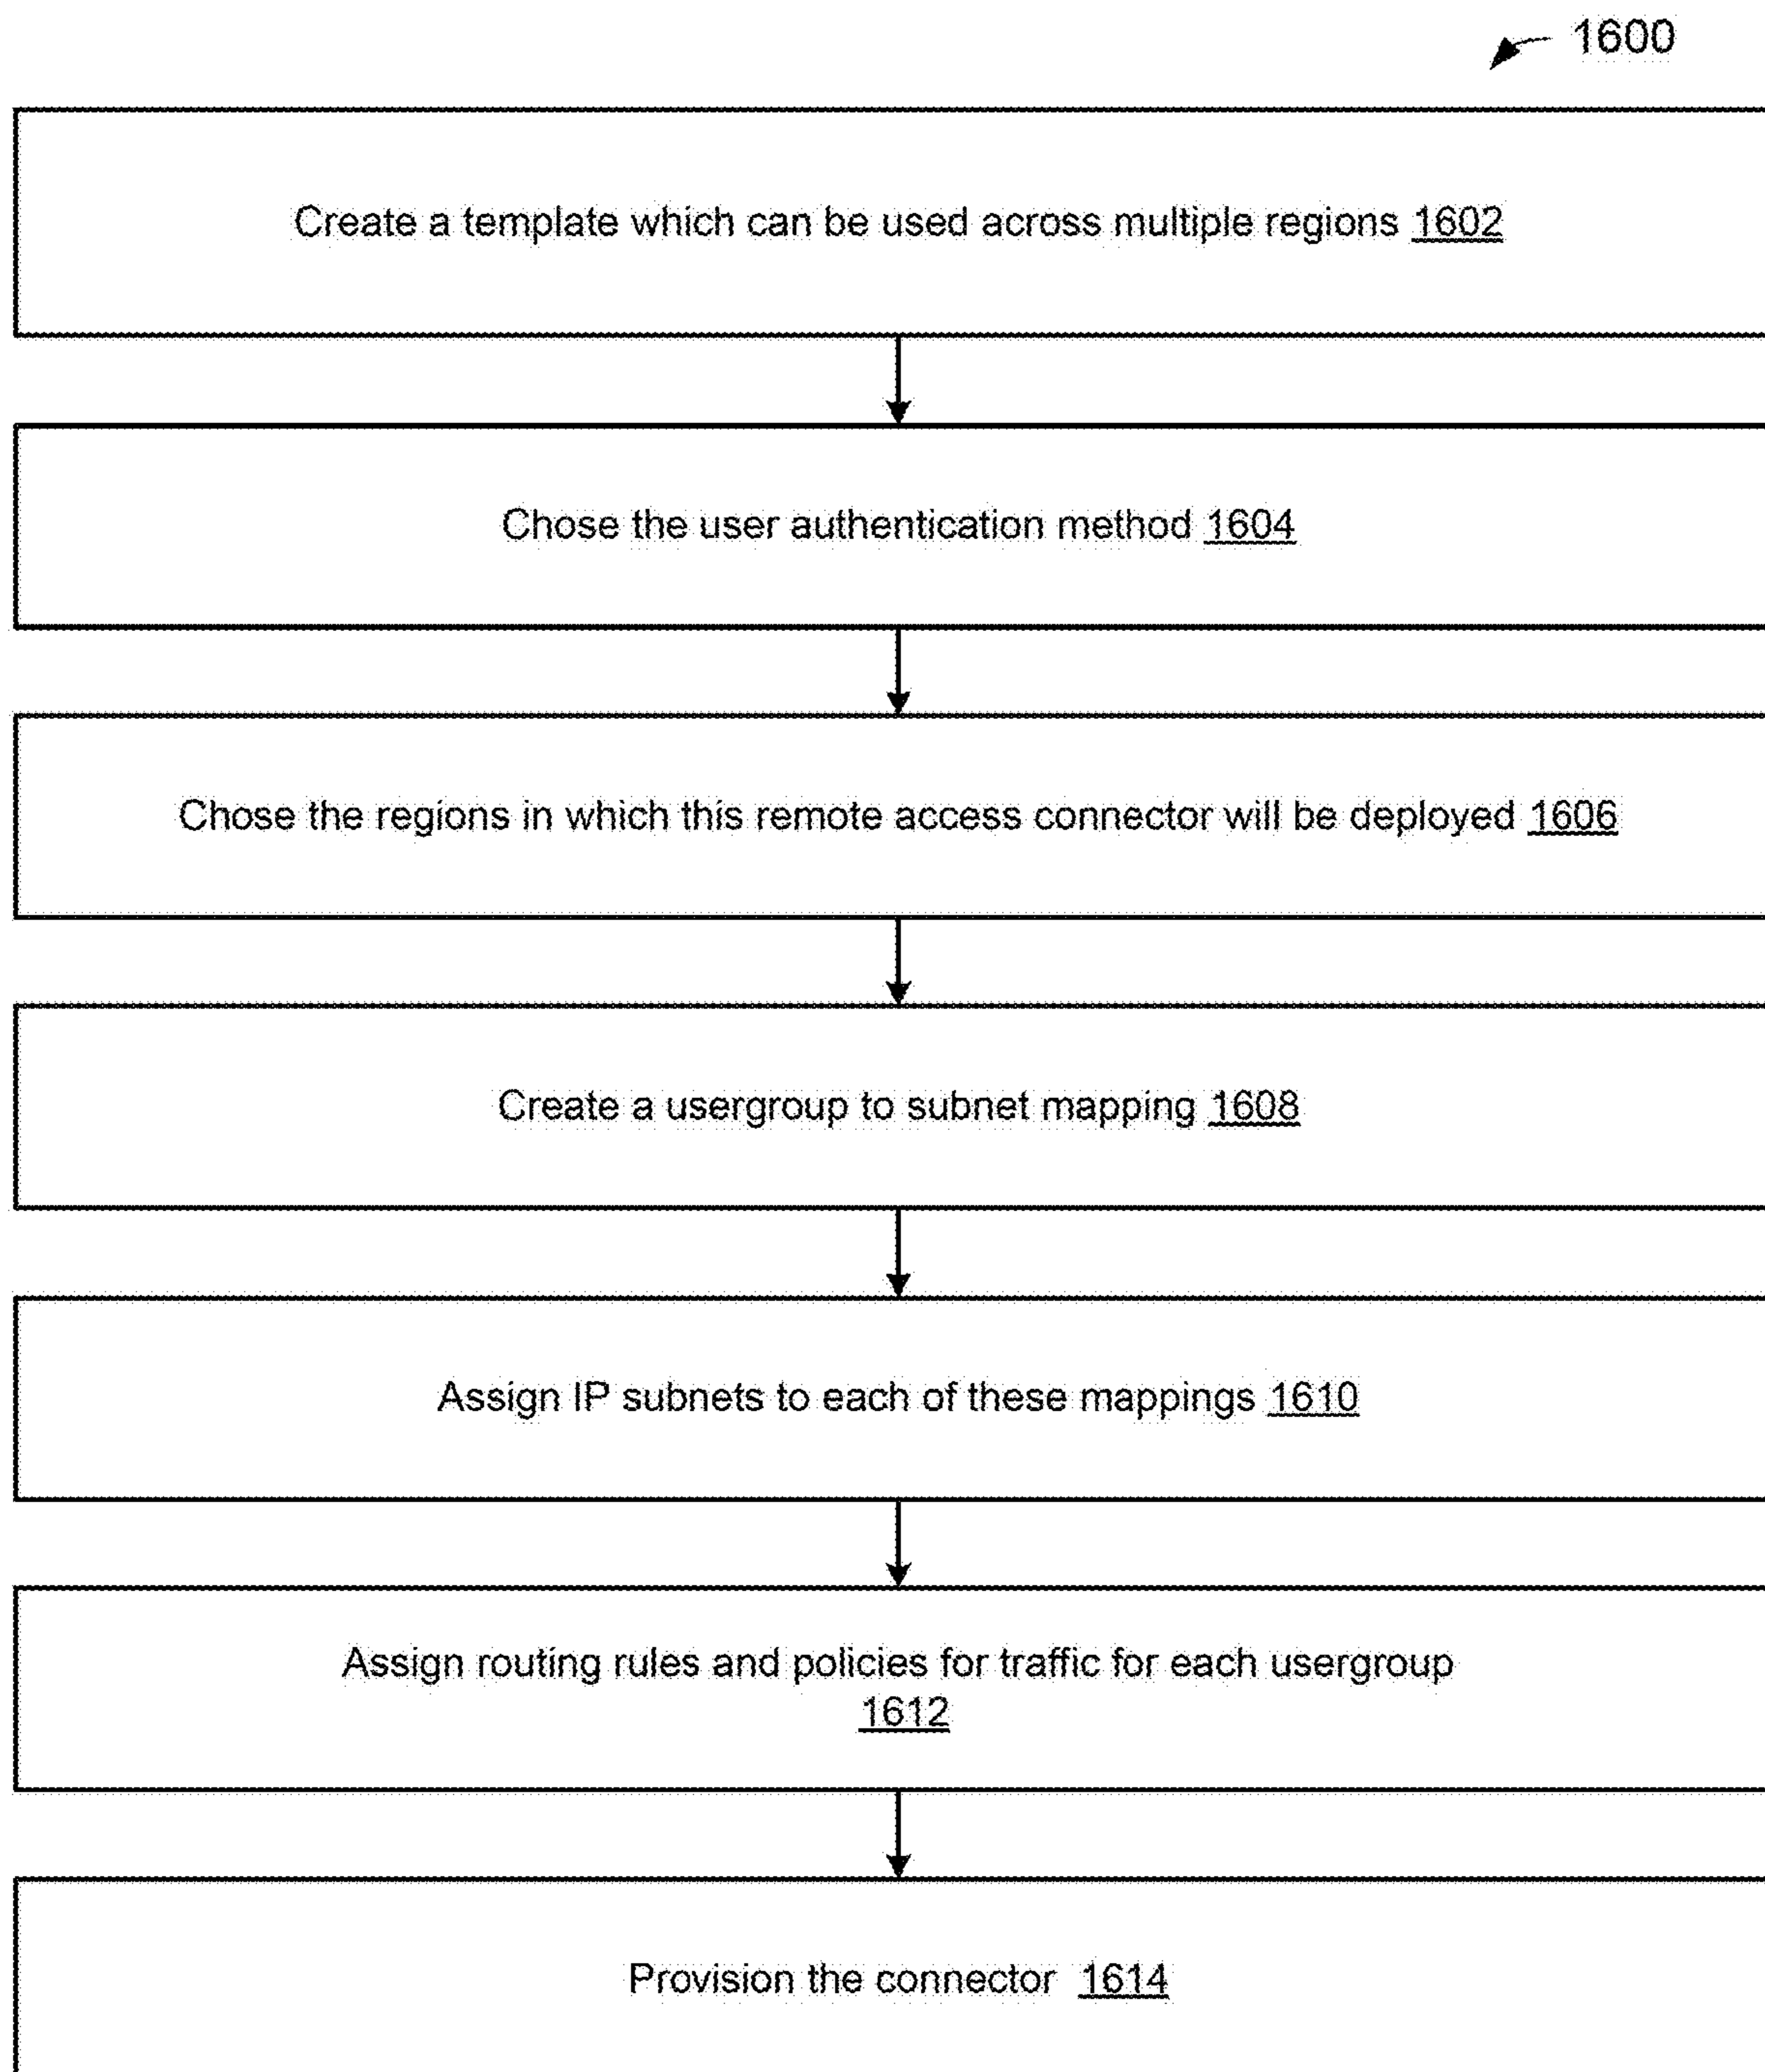 1600
Create a template which can be used across multiple regions 1602
Chose the user authentication method 1604
Chose the regions in which this remote access connector will be deployed 1606
Create a usergroup to subnet mapping 1608
Assign IP subnets to each of these mappings 1610
Assign routing rules and policies for traffic for each usergroup
1612
Provision the connector 1614